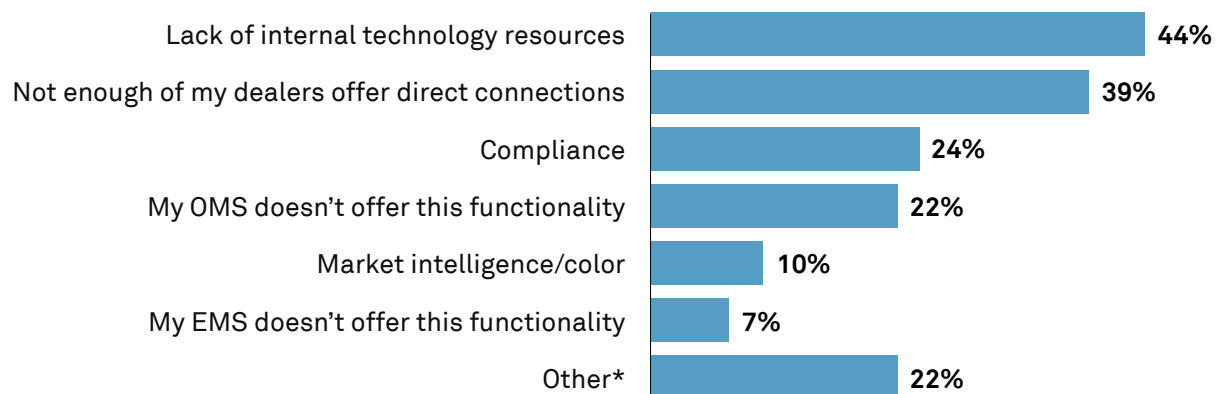 Lack of internal technology resources 44%
Not enough of my dealers offer direct connections 39%
Compliance 24%
My OMS doesn’t offer this functionality 22%
Market intelligence/color 10%
My EMS doesn’t offer this functionality 7%
Other* 22%